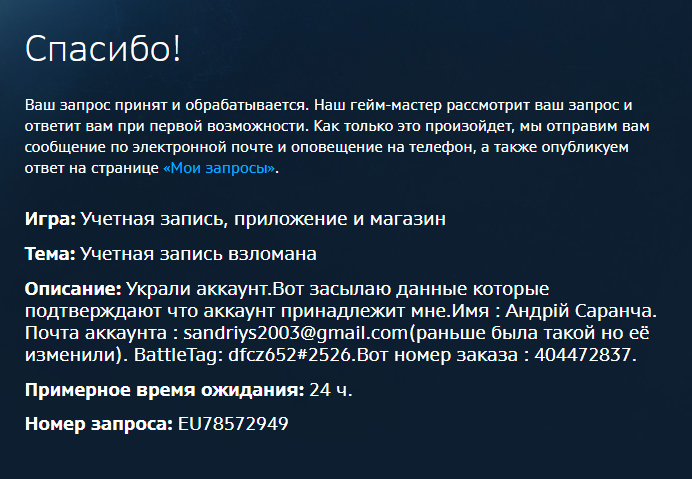 Спасибо!
Ваш запрос принят и обрабатывается. Наш гейм-мастер рассмотрит ваш запрос и
ответит вам при первой возможности. Как только это произойдет, мы отправим вам
сообщение по электронной почте и оповещение на телефон, а также опубликуем
ответ на странице «Мои запросы».
Игра: Учетная запись, приложение и магазин
Тема: Учетная запись взломана
Описание: Украли аккаунт.Вот засылаю данные которые
подтверждают что аккаунт принадлежит мне.Имя : Андрій Саранча.
Почта аккаунта : sandriys2003@gmail.com(раньше была такой но её
изменили). BattleTag: dfcz652#2526.Вот номер заказа : 404472837.
Примерное время ожидания: 24 ч.
Номер запроса: EU78572949